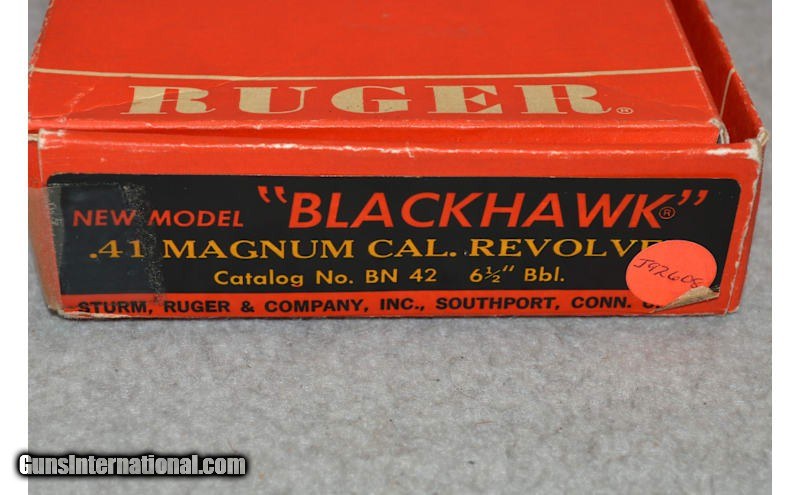 RUGER®
NEW MODEL "BLACKHAWK"®
.41 MAGNUM CAL. REVOLVE
Catalog No. BN 42 6½" Bbl.
J92608
STURM, RUGER & COMPANY, INC., SOUTHPORT, CONN.
GunsInternational.com